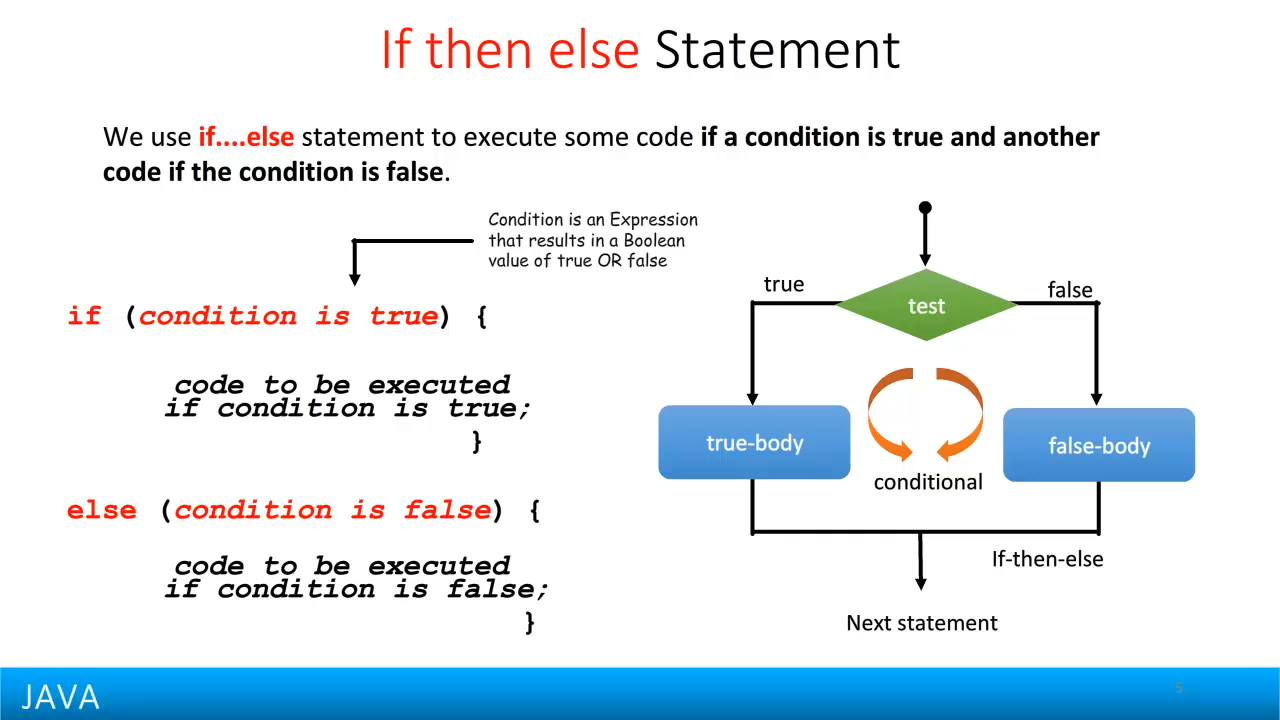 If then else Statement
We use if....else statement to execute some code if a condition is true and another
code if the condition is false.
Condition is an Expression
that results in a Boolean
value of true OR false
if (condition is true) {
code to be executed
if condition is true;
}
else (condition is false) {
code to be executed
if condition is false;
}
true
test
false
true-body
false-body
conditional
If-then-else
Next statement
JAVA
5